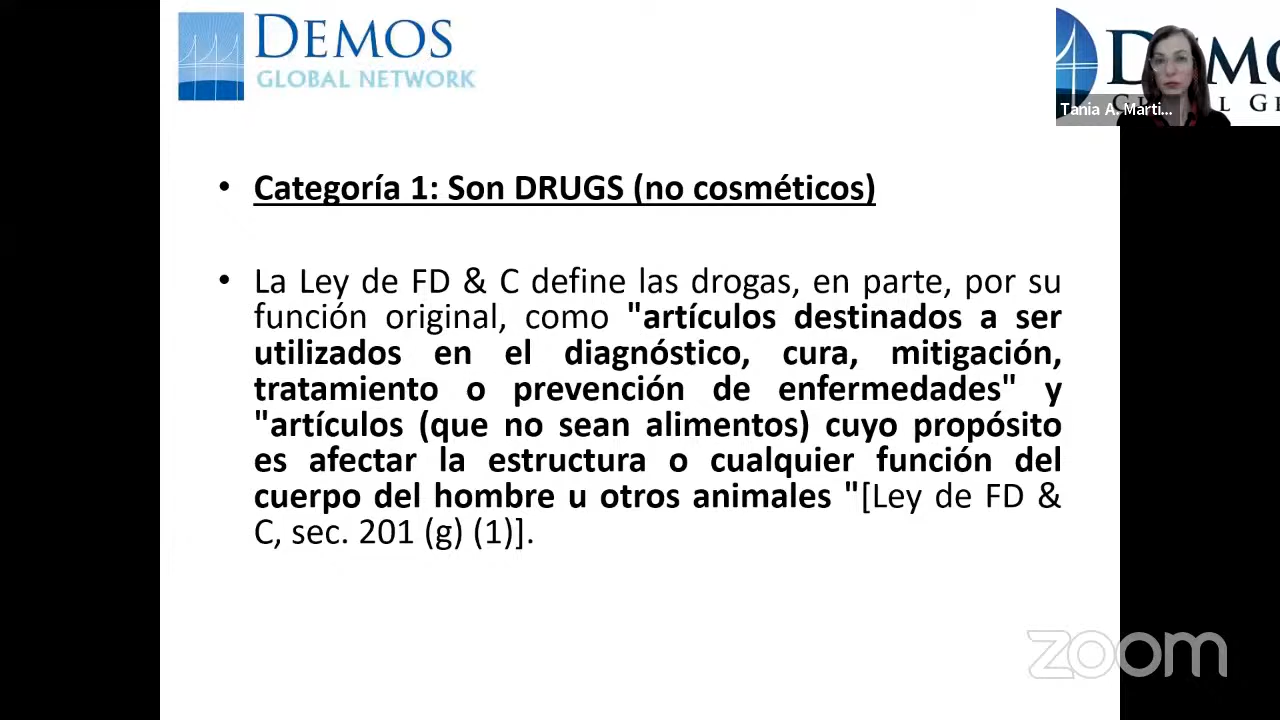 DEMOS
GLOBAL NETWORK
Tania A. Marti...
• Categoría 1: Son DRUGS (no cosméticos)
• La Ley de FD & C define las drogas, en parte, por su
función original, como "artículos destinados a ser
utilizados en el diagnóstico, cura, mitigación,
tratamiento o prevención de enfermedades" y
"artículos (que no sean alimentos) cuyo propósito
es afectar la estructura o cualquier función del
cuerpo del hombre u otros animales "[Ley de FD &
C, sec. 201 (g) (1)].
zoom